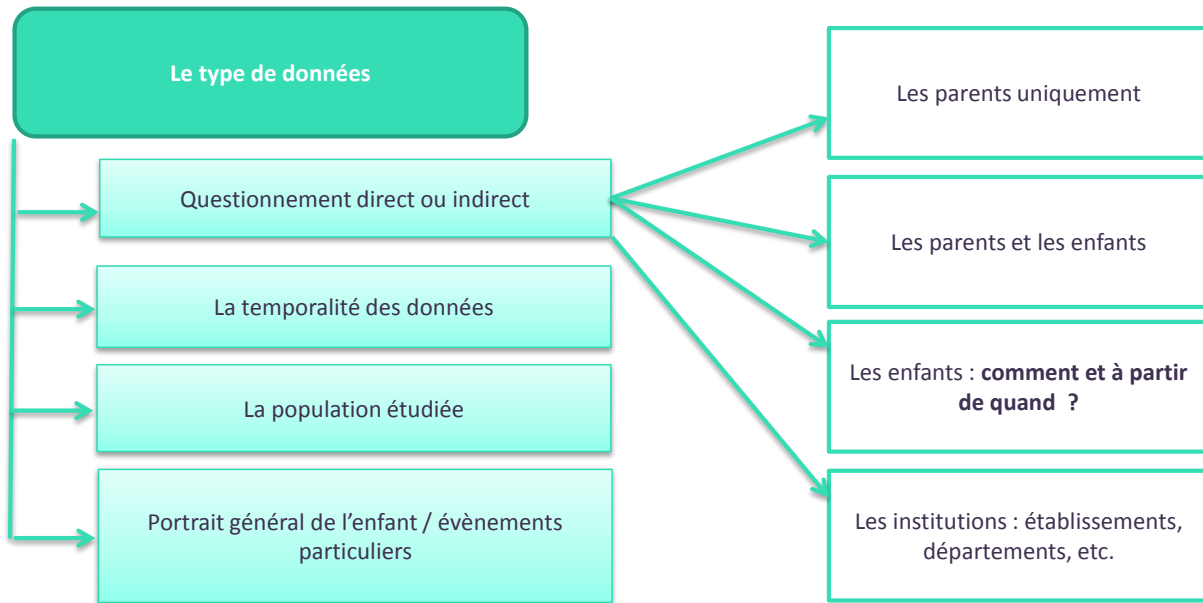 Le type de données
Questionnement direct ou indirect
La temporalité des données
La population étudiée
Portrait général de l'enfant / évènements
particuliers
Les parents uniquement
Les parents et les enfants
Les enfants : comment et à partir
de quand  ?
Les institutions : établissements,
départements, etc.